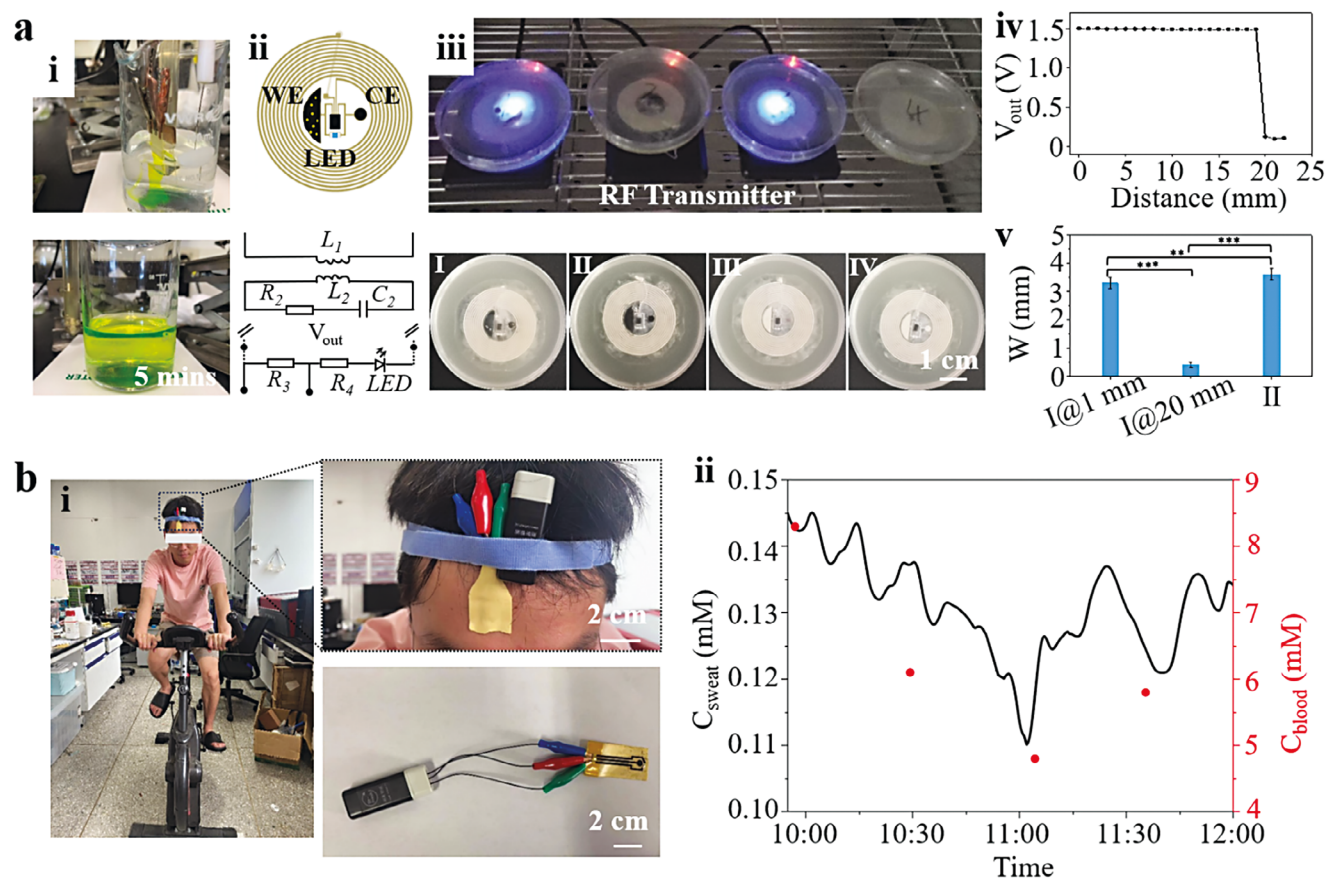 a
i
5 mins
ii
WE
CE
LED
L1
L2
R2
C2
Vout
R3
R4
LED
iii
RF Transmitter
4
I
II
III
IV
1 cm
iv
Vout (V)
1.5
1.0
0.5
0
0 5 10 15 20 25
Distance (mm)
v
W (mm)
5
4
3
2
1
0
***
**
***
I@1 mm
I@20 mm
II
b
i
2 cm
2 cm
ii
Csweat (mM)
0.15
0.14
0.13
0.12
0.11
0.10
9
8
7
6
5
4
Cblood (mM)
10:00 10:30 11:00 11:30 12:00
Time